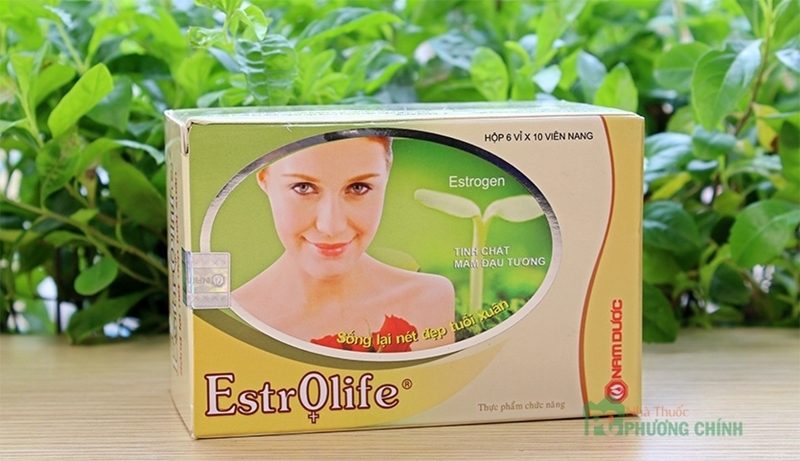 HỘP 6 VỈ X 10 VIÊN NANG
Estrogen
TINH CHẤT
MẦM ĐẬU TƯƠNG
Sống lại nét đẹp tuổi xuân
EstrOlife®
Thực phẩm chức năng
NAM DƯỢC
Nhà Thuốc
PHƯƠNG CHÍNH